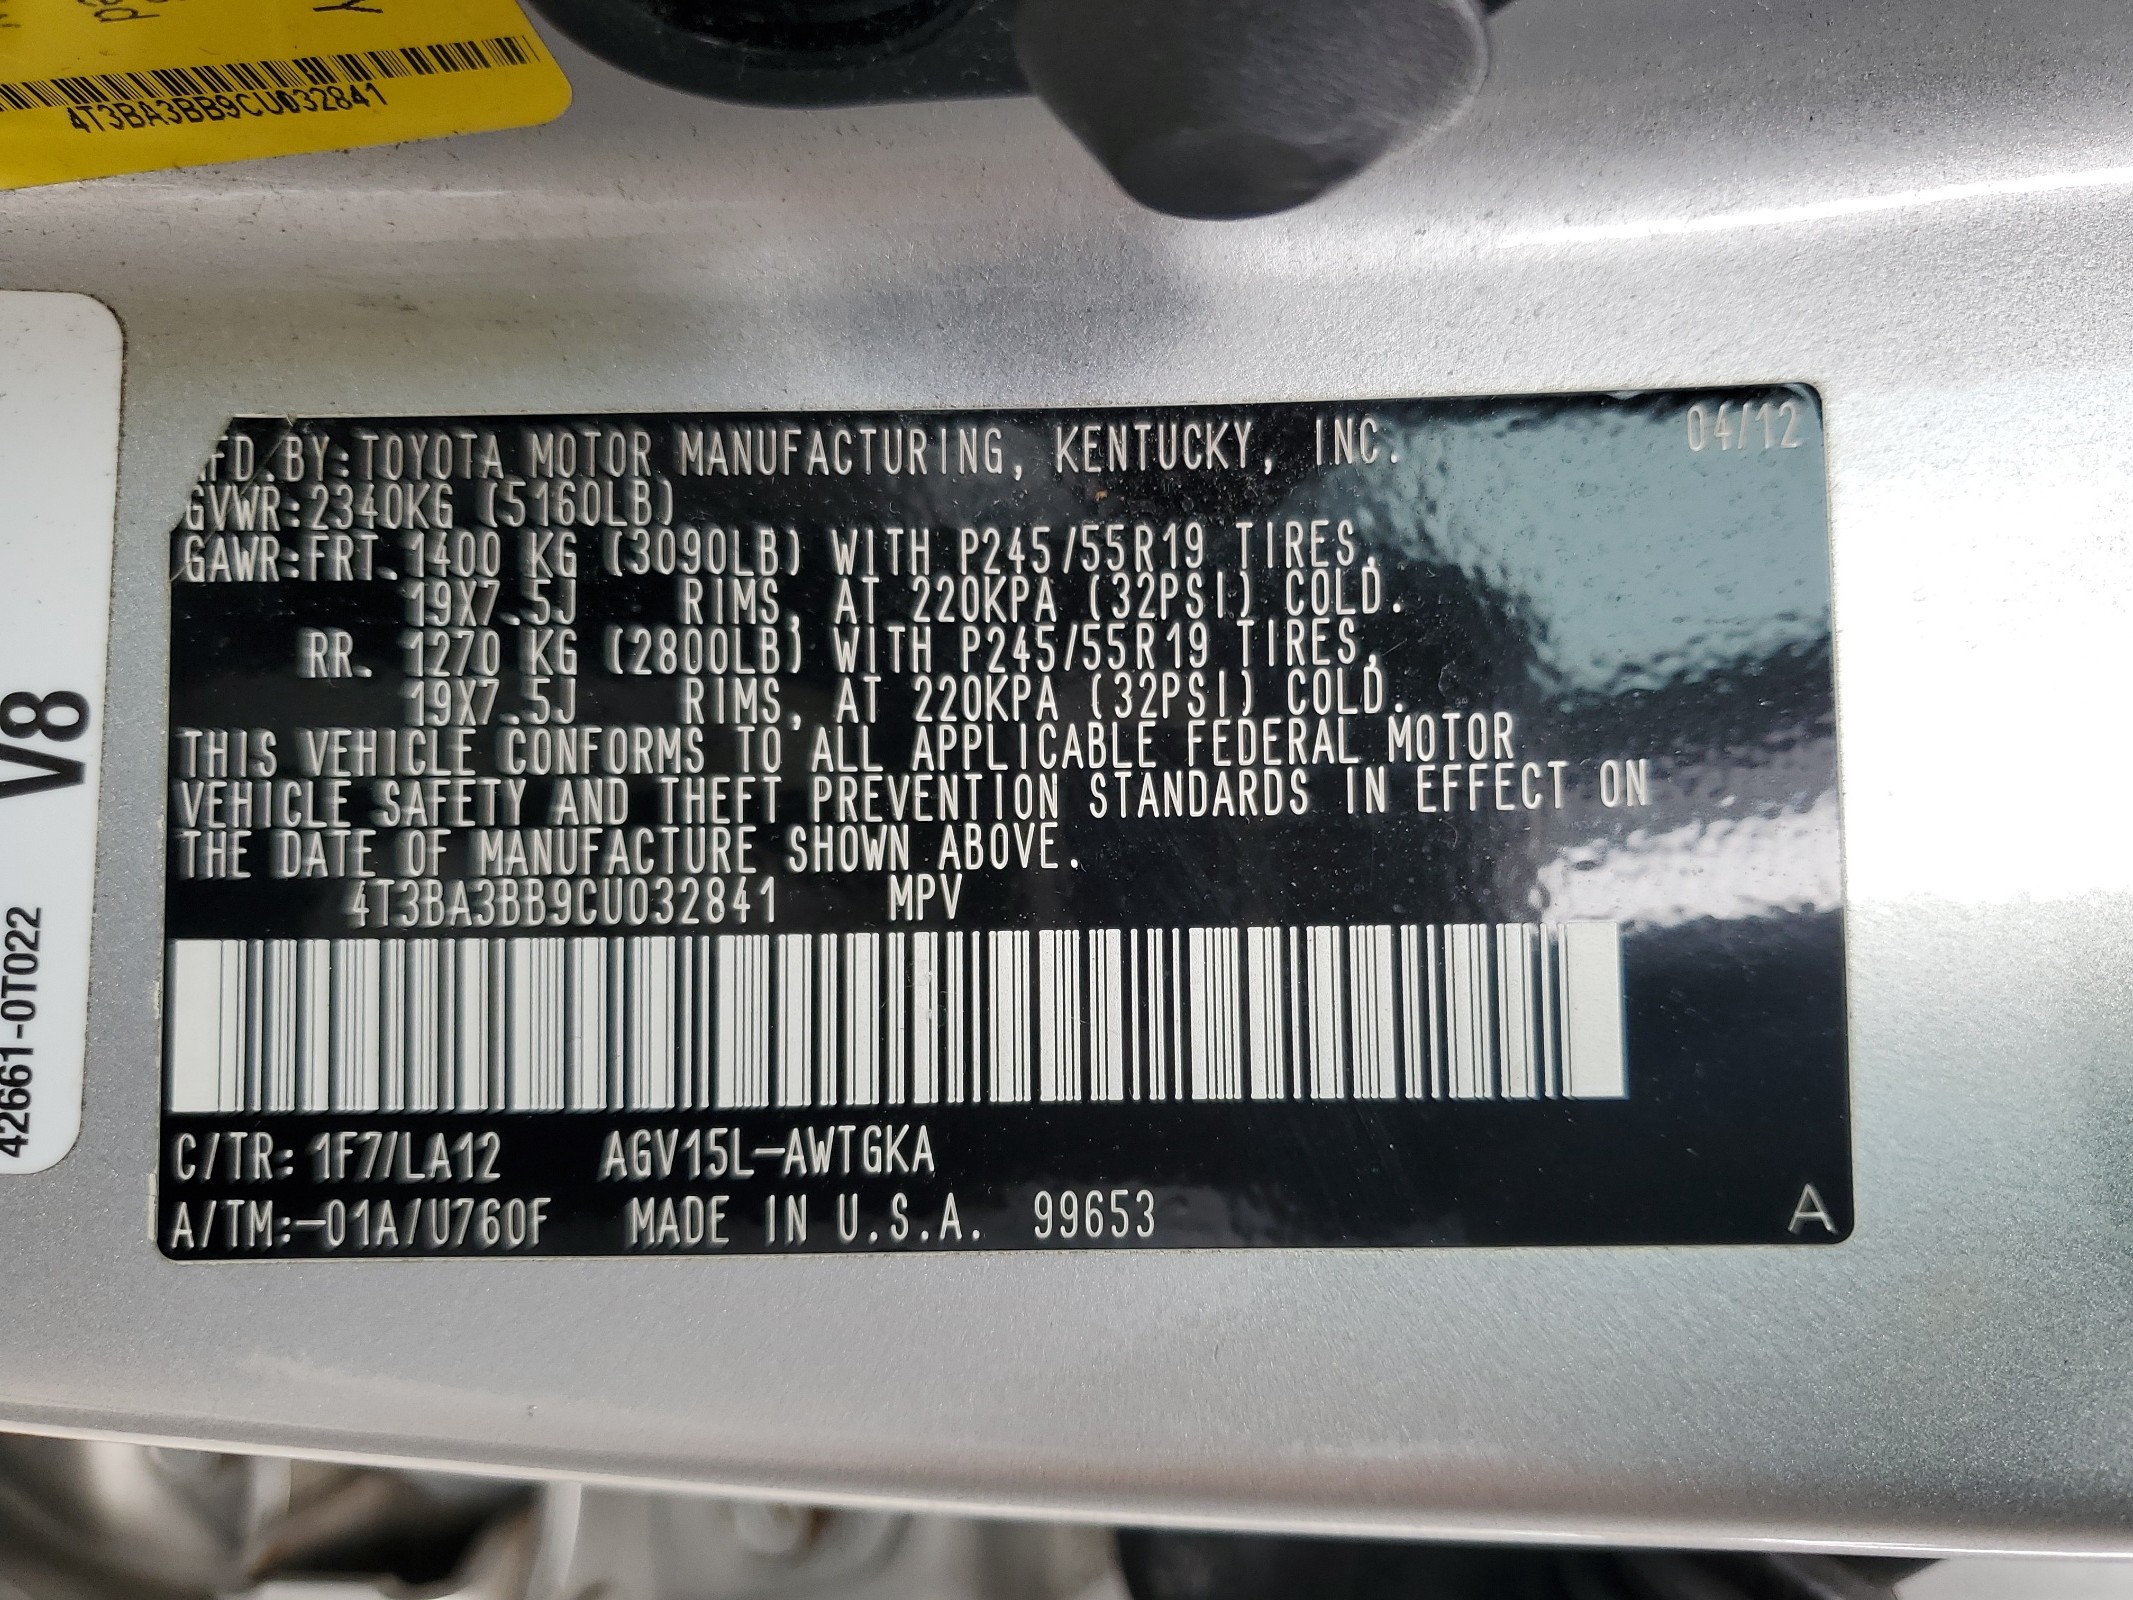 4T3BA3BB9CU032841
V8
42661-0T022
MFD.BY:TOYOTA MOTOR MANUFACTURING, KENTUCKY, INC. 04/12
GVWR:2340KG (5160LB)
GAWR:FRT. 1400 KG (3090LB) WITH P245/55R19 TIRES,
19X7.5J RIMS, AT 220KPA (32PSI) COLD.
RR. 1270 KG (2800LB) WITH P245/55R19 TIRES,
19X7.5J RIMS, AT 220KPA (32PSI) COLD.
THIS VEHICLE CONFORMS TO ALL APPLICABLE FEDERAL MOTOR
VEHICLE SAFETY AND THEFT PREVENTION STANDARDS IN EFFECT ON
THE DATE OF MANUFACTURE SHOWN ABOVE.
4T3BA3BB9CU032841 MPV
C/TR: 1F7/LA12 AGV15L-AWTGKA
A/TM:-01A/U760F MADE IN U.S.A. 99653 A